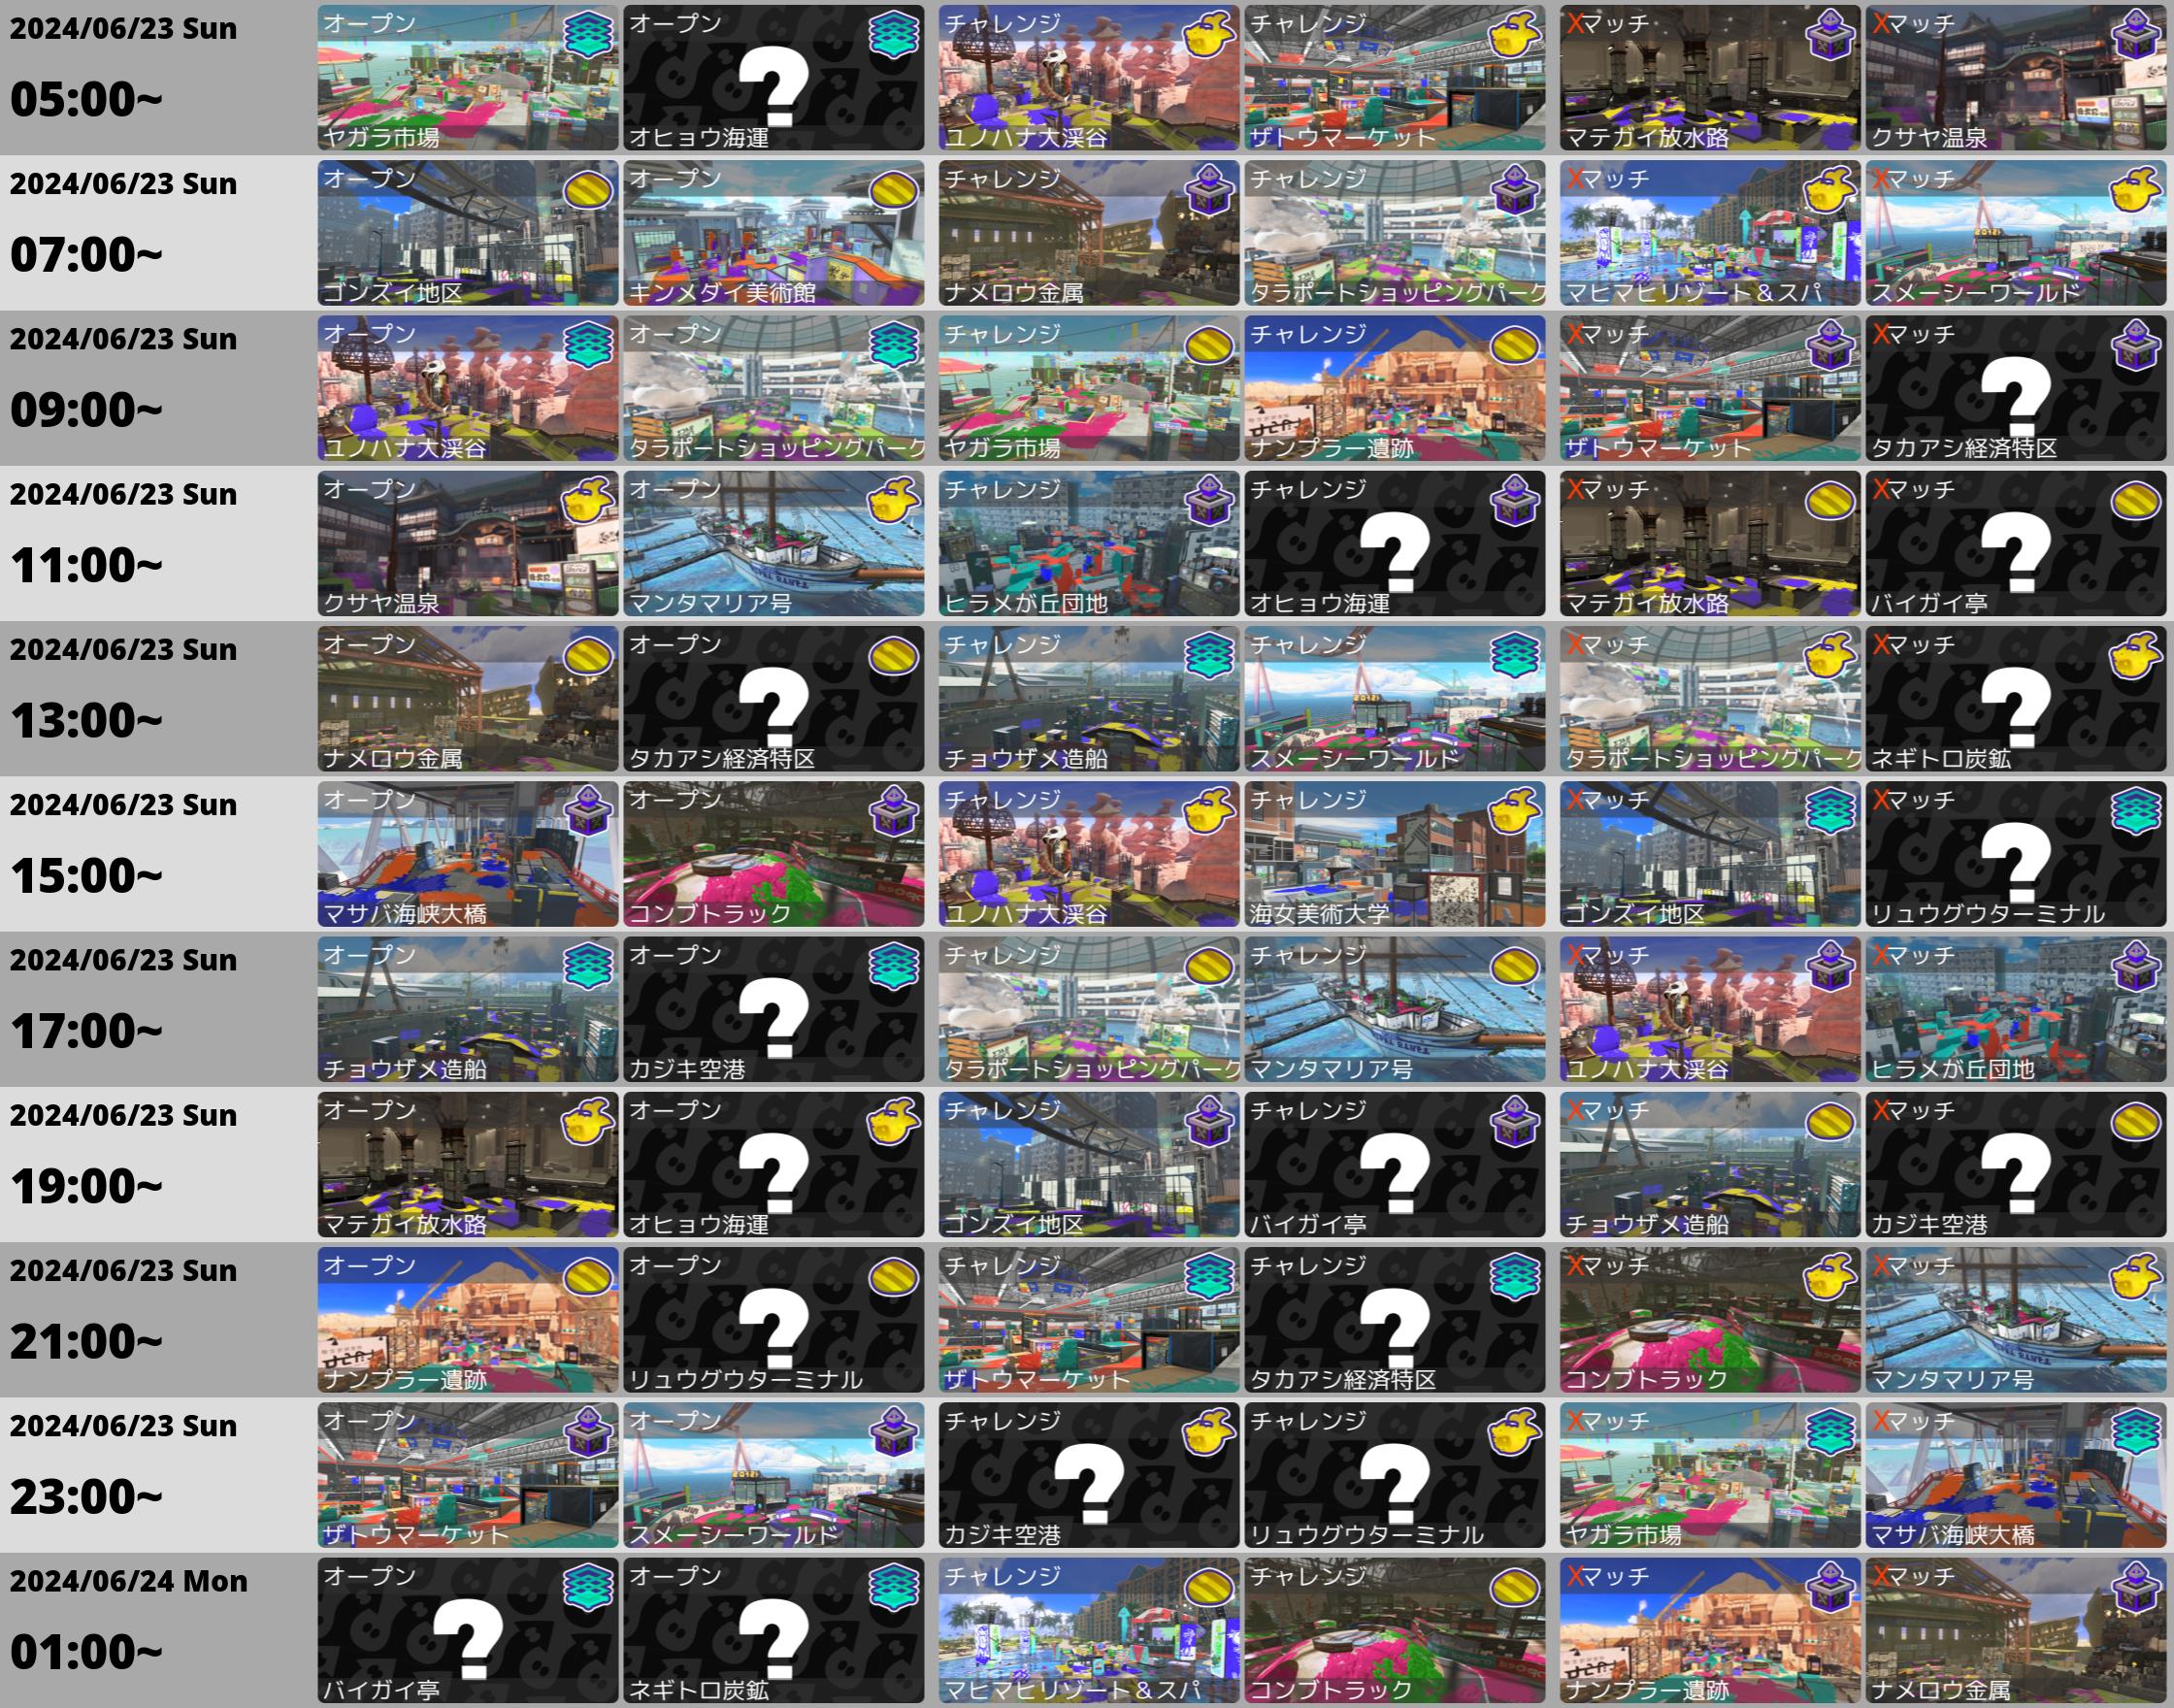 2024/06/23 Sun
05:00~
オープン
ヤガラ市場
オープン
オヒョウ海運
チャレンジ
ユノハナ大渓谷
チャレンジ
ザトウマーケット
Xマッチ
マテガイ放水路
Xマッチ
クサヤ温泉
2024/06/23 Sun
07:00~
オープン
ゴンズイ地区
オープン
キンメダイ美術館
チャレンジ
ナメロウ金属
チャレンジ
タラポートショッピングパーク
Xマッチ
マヒマヒリゾート&スパ
Xマッチ
スメーシーワールド
2024/06/23 Sun
09:00~
オープン
ユノハナ大渓谷
オープン
タラポートショッピングパーク
チャレンジ
ヤガラ市場
チャレンジ
ナンプラー遺跡
Xマッチ
ザトウマーケット
Xマッチ
タカアシ経済特区
2024/06/23 Sun
11:00~
オープン
クサヤ温泉
オープン
マンタマリア号
チャレンジ
ヒラメが丘団地
チャレンジ
オヒョウ海運
Xマッチ
マテガイ放水路
Xマッチ
バイガイ亭
2024/06/23 Sun
13:00~
オープン
ナメロウ金属
オープン
タカアシ経済特区
チャレンジ
チョウザメ造船
チャレンジ
スメーシーワールド
Xマッチ
タラポートショッピングパーク
Xマッチ
ネギトロ炭鉱
2024/06/23 Sun
15:00~
オープン
マサバ海峡大橋
オープン
コンブトラック
チャレンジ
ユノハナ大渓谷
チャレンジ
海女美術大学
Xマッチ
ゴンズイ地区
Xマッチ
リュウグウターミナル
2024/06/23 Sun
17:00~
オープン
チョウザメ造船
オープン
カジキ空港
チャレンジ
タラポートショッピングパーク
チャレンジ
マンタマリア号
Xマッチ
ユノハナ大渓谷
Xマッチ
ヒラメが丘団地
2024/06/23 Sun
19:00~
オープン
マテガイ放水路
オープン
オヒョウ海運
チャレンジ
ゴンズイ地区
チャレンジ
バイガイ亭
Xマッチ
チョウザメ造船
Xマッチ
カジキ空港
2024/06/23 Sun
21:00~
オープン
ナンプラー遺跡
オープン
リュウグウターミナル
チャレンジ
ザトウマーケット
チャレンジ
タカアシ経済特区
Xマッチ
コンブトラック
Xマッチ
マンタマリア号
2024/06/23 Sun
23:00~
オープン
ザトウマーケット
オープン
スメーシーワールド
チャレンジ
カジキ空港
チャレンジ
リュウグウターミナル
Xマッチ
ヤガラ市場
Xマッチ
マサバ海峡大橋
2024/06/24 Mon
01:00~
オープン
バイガイ亭
オープン
ネギトロ炭鉱
チャレンジ
マヒマヒリゾート&スパ
チャレンジ
コンブトラック
Xマッチ
ナンプラー遺跡
Xマッチ
ナメロウ金属